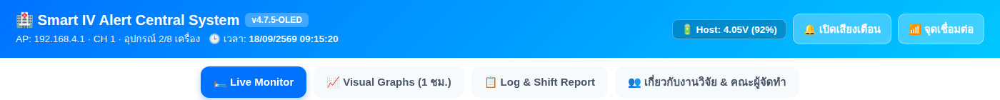 🏥 Smart IV Alert Central System v4.7.5-OLED
AP: 192.168.4.1 · CH 1 · อุปกรณ์ 2/8 เครื่อง 🕒 เวลา: 18/09/2569 09:15:20
🔋 Host: 4.05V (92%)
🔔 เปิดเสียงเตือน
📶 จุดเชื่อมต่อ
🛏️ Live Monitor
📈 Visual Graphs (1 ชม.)
📋 Log & Shift Report
👥 เกี่ยวกับงานวิจัย & คณะผู้จัดทำ